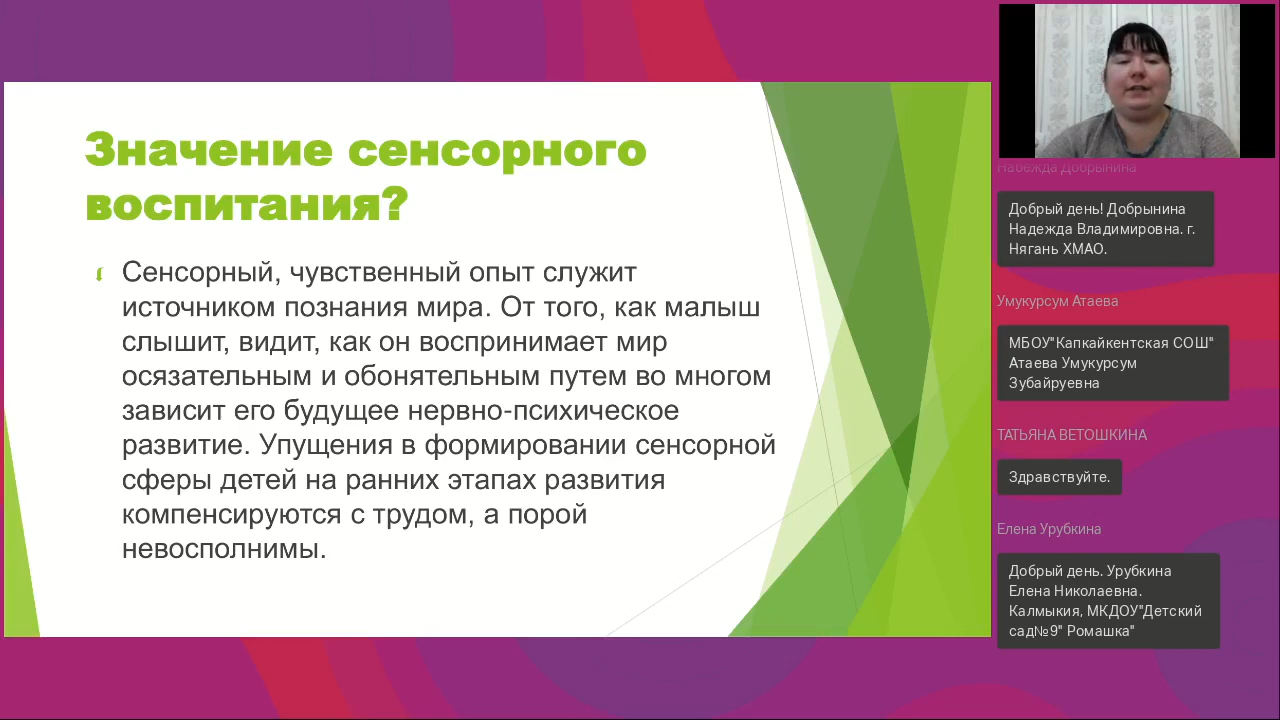 Значение сенсорного
воспитания?
Сенсорный, чувственный опыт служит
источником познания мира. От того, как малыш
слышит, видит, как он воспринимает мир
осязательным и обонятельным путем во многом
зависит его будущее нервно-психическое
развитие. Упущения в формировании сенсорной
сферы детей на ранних этапах развития
компенсируются с трудом, а порой
невосполнимы.
Надежда Добрынина
Добрый день! Добрынина
Надежда Владимировна. г.
Нягань ХМАО.
Умукурсум Атаева
МБОУ"Капкайкентская СОШ"
Атаева Умукурсум
Зубайруевна
ТАТЬЯНА ВЕТОШКИНА
Здравствуйте.
Елена Урубкина
Добрый день. Урубкина
Елена Николаевна.
Калмыкия, МКДОУ"Детский
сад№9" Ромашка"